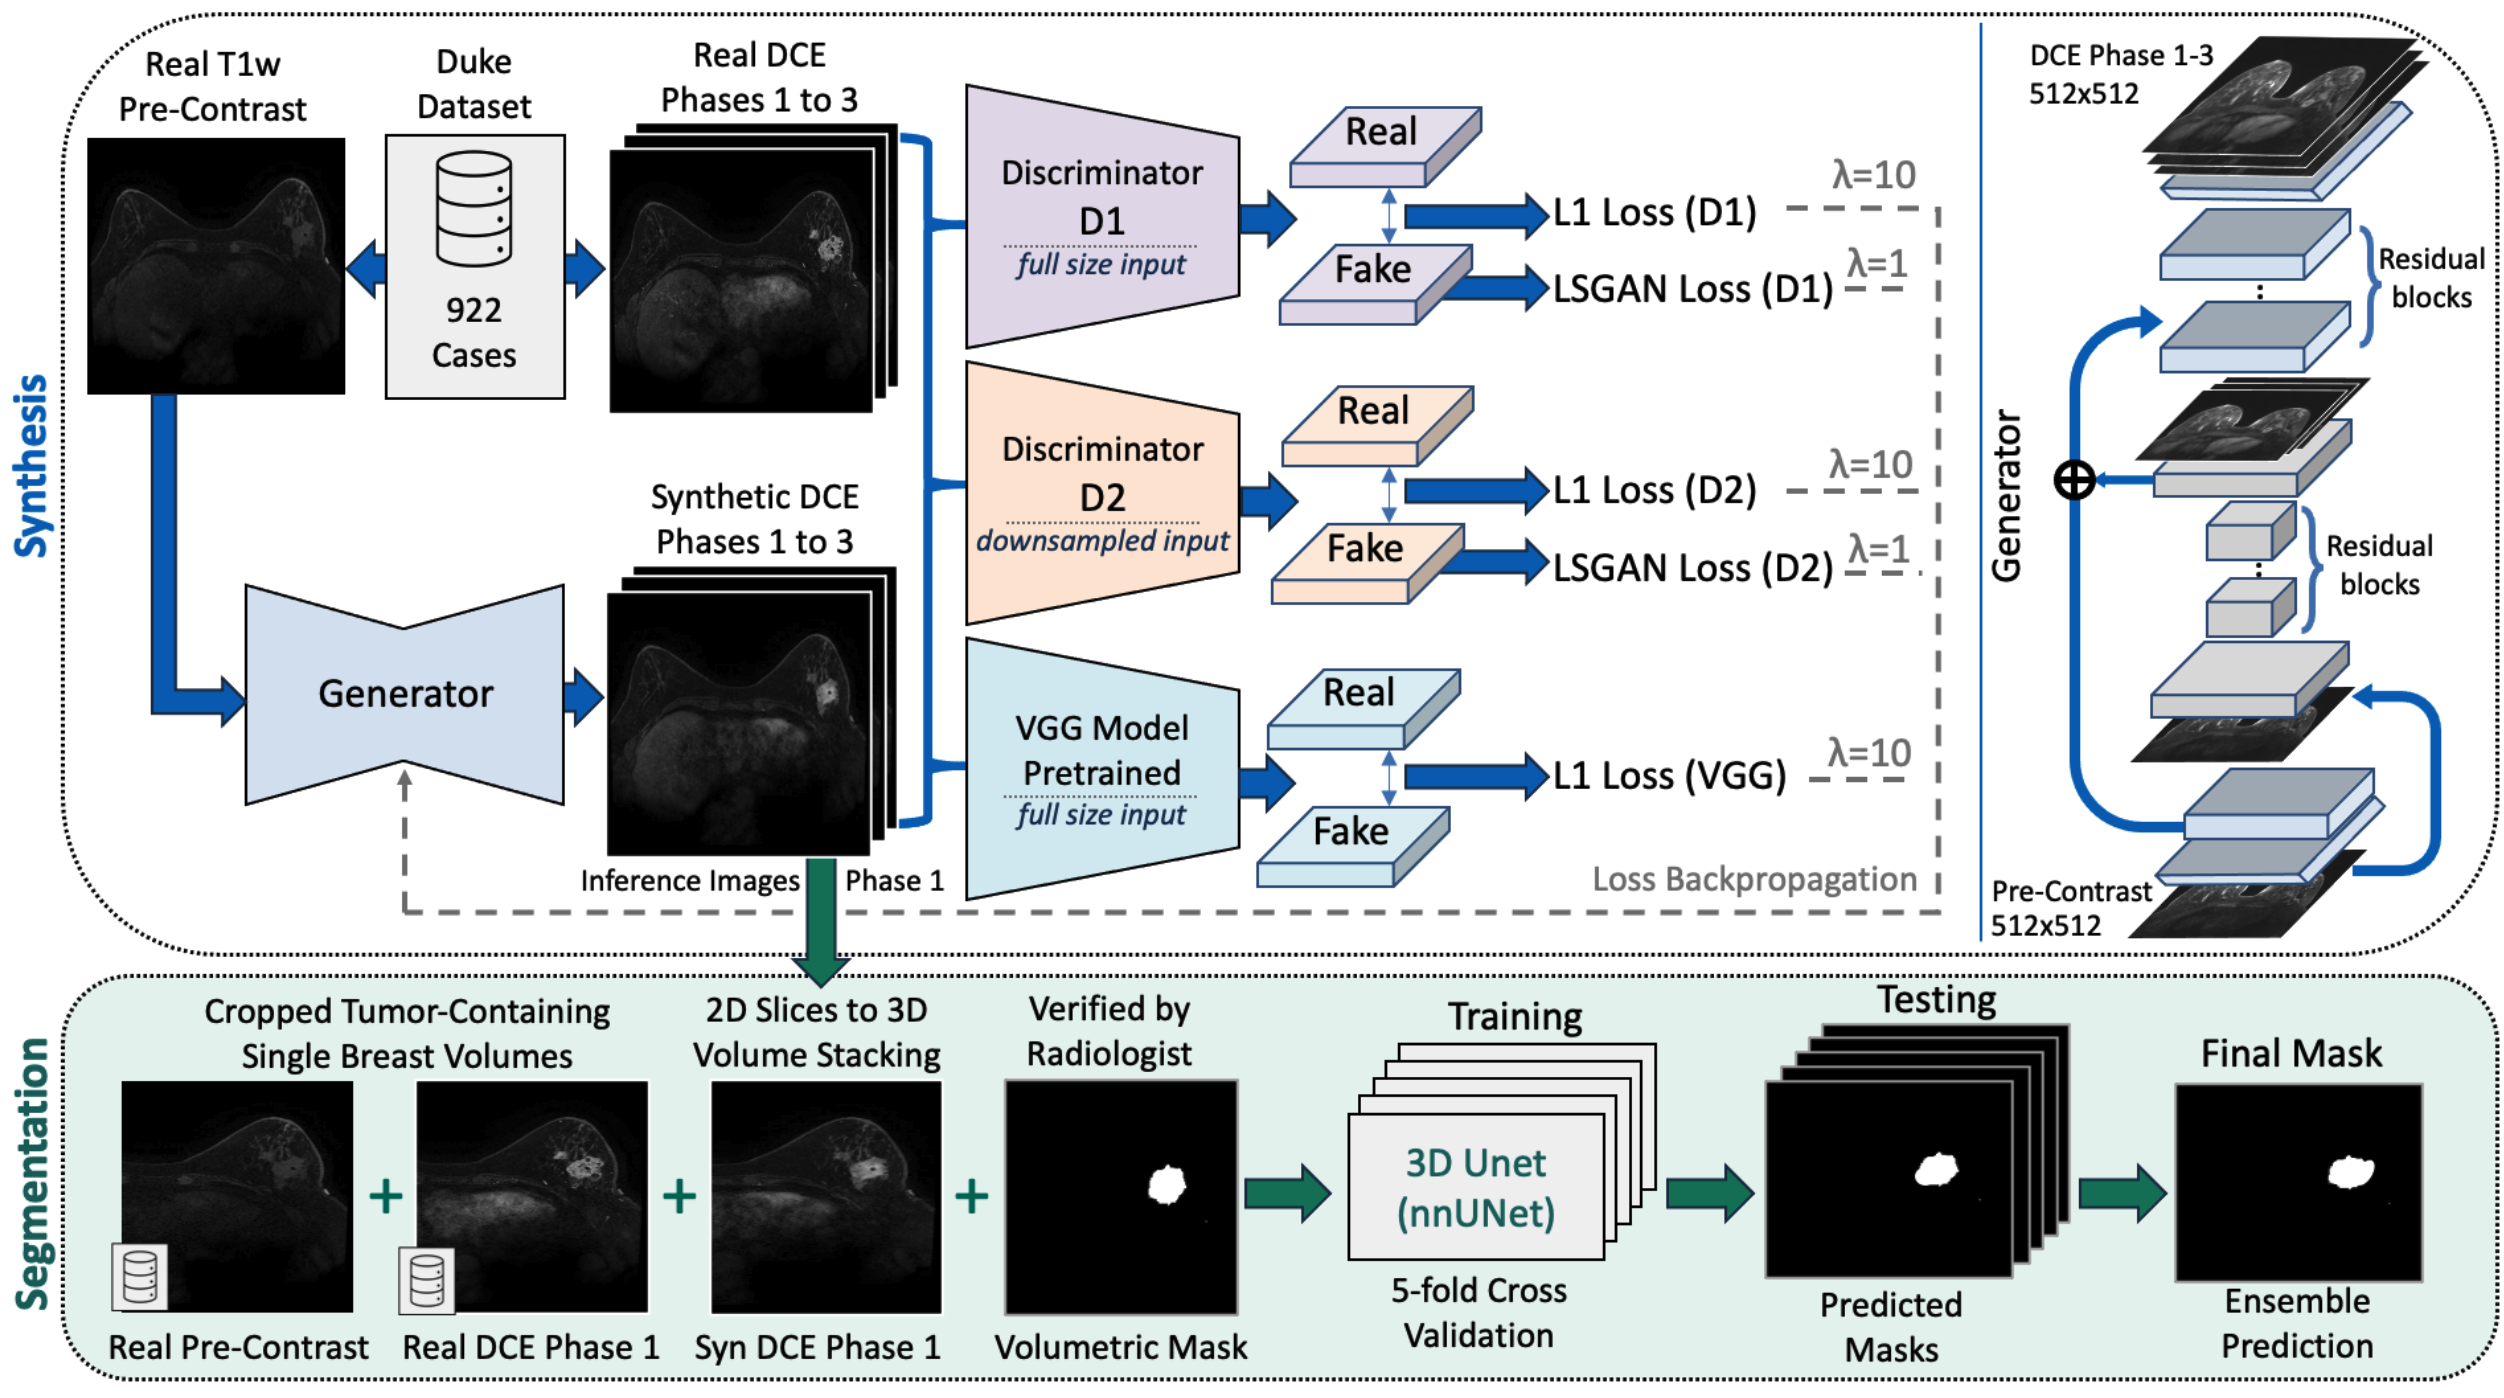 Synthesis
Real T1w
Pre-Contrast
Duke
Dataset
922
Cases
Real DCE
Phases 1 to 3
Generator
Synthetic DCE
Phases 1 to 3
Inference Images
Phase 1
Discriminator
D1
full size input
Real
Fake
L1 Loss (D1)
λ=10
LSGAN Loss (D1)
λ=1
Discriminator
D2
downsampled input
Real
Fake
L1 Loss (D2)
λ=10
LSGAN Loss (D2)
λ=1
VGG Model
Pretrained
full size input
Real
Fake
L1 Loss (VGG)
λ=10
Loss Backpropagation
Generator
DCE Phase 1-3
512x512
Residual
blocks
Residual
blocks
Pre-Contrast
512x512
Segmentation
Cropped Tumor-Containing
Single Breast Volumes
Real Pre-Contrast
+
Real DCE Phase 1
+
2D Slices to 3D
Volume Stacking
Syn DCE Phase 1
+
Verified by
Radiologist
Volumetric Mask
Training
3D Unet
(nnUNet)
5-fold Cross
Validation
Testing
Predicted
Masks
Final Mask
Ensemble
Prediction